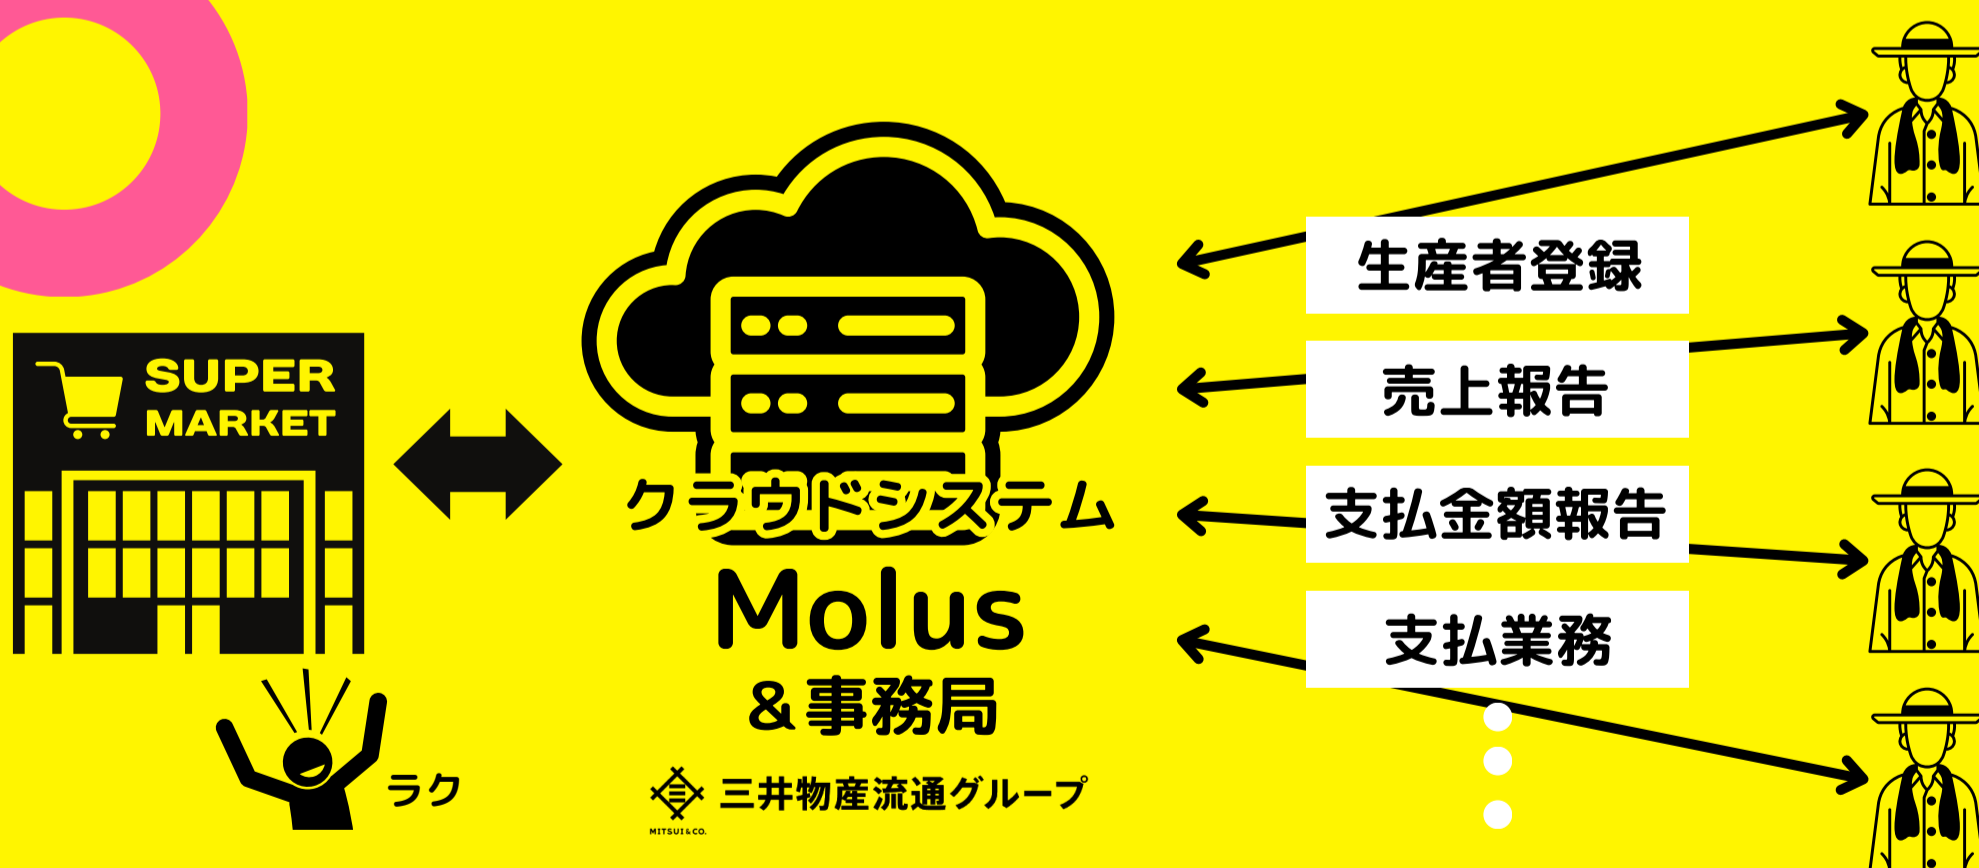 SUPER
MARKET
ラク
クラウドシステム
Molus
&事務局
MITSUI & CO.
三井物産流通グループ
生産者登録
売上報告
支払金額報告
支払業務